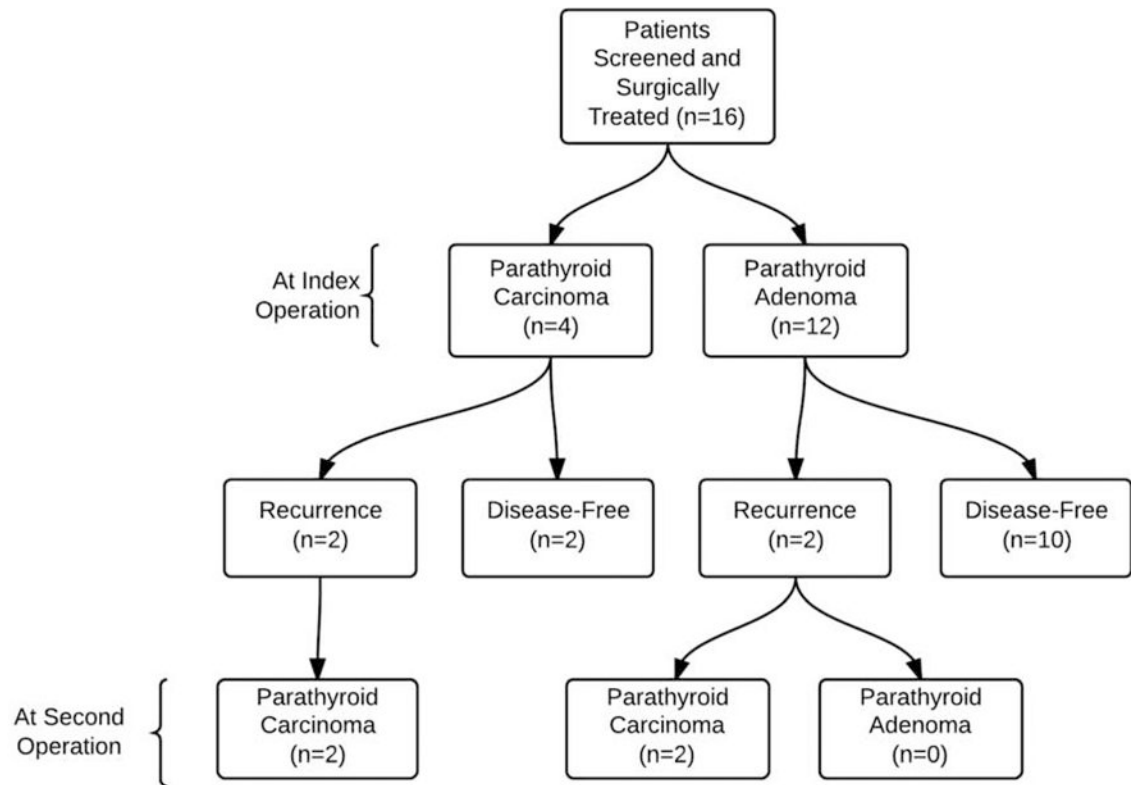 Patients
Screened and
Surgically
Treated (n=16)
At Index
Operation
Parathyroid
Carcinoma
(n=4)
Parathyroid
Adenoma
(n=12)
Recurrence
(n=2)
Disease-Free
(n=2)
Recurrence
(n=2)
Disease-Free
(n=10)
At Second
Operation
Parathyroid
Carcinoma
(n=2)
Parathyroid
Carcinoma
(n=2)
Parathyroid
Adenoma
(n=0)